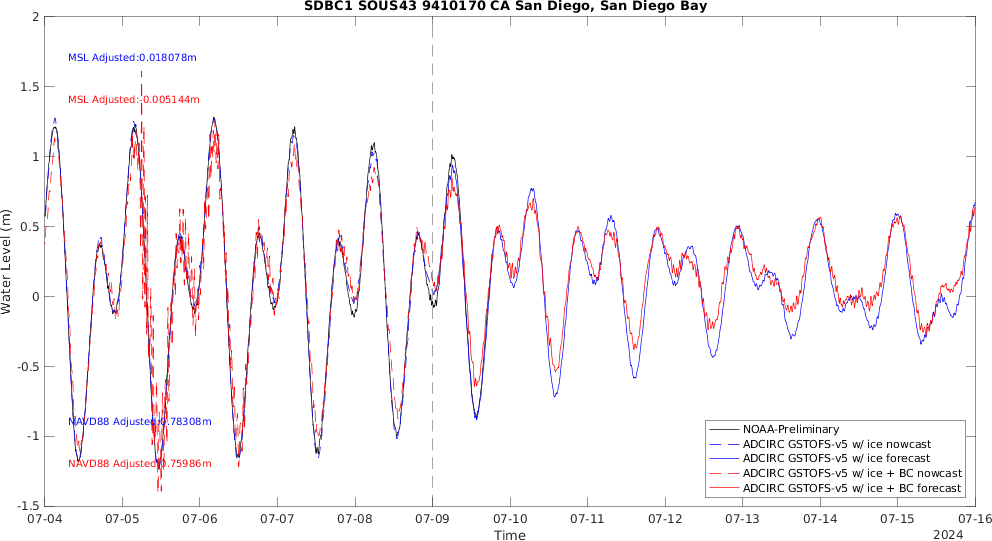 SDBC1 SOUS43 9410170 CA San Diego, San Diego Bay
Water Level (m)
2
1.5
1
0.5
0
-0.5
-1
-1.5
MSL Adjusted:0.018078m
MSL Adjusted:-0.005144m
NAVD88 Adjusted:0.78308m
NAVD88 Adjusted:0.75986m
NOAA-Preliminary
ADCIRC GSTOFS-v5 w/ ice nowcast
ADCIRC GSTOFS-v5 w/ ice forecast
ADCIRC GSTOFS-v5 w/ ice + BC nowcast
ADCIRC GSTOFS-v5 w/ ice + BC forecast
07-04 07-05 07-06 07-07 07-08 07-09 07-10 07-11 07-12 07-13 07-14 07-15 07-16
Time
2024